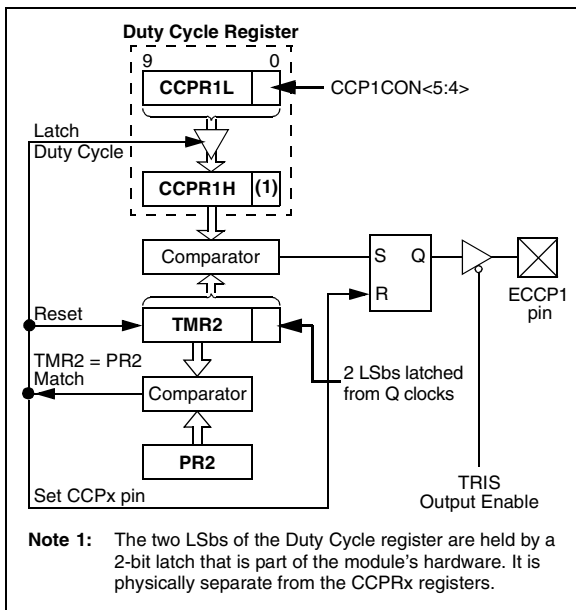 Duty Cycle Register
9 0
CCPR1L
CCP1CON<5:4>
Latch
Duty Cycle
CCPR1H (1)
Comparator
S Q
R
ECCP1
pin
Reset
TMR2
TMR2 = PR2
Match
2 LSbs latched
from Q clocks
Comparator
PR2
Set CCPx pin
TRIS
Output Enable
Note 1: The two LSbs of the Duty Cycle register are held by a
2-bit latch that is part of the module's hardware. It is
physically separate from the CCPRx registers.